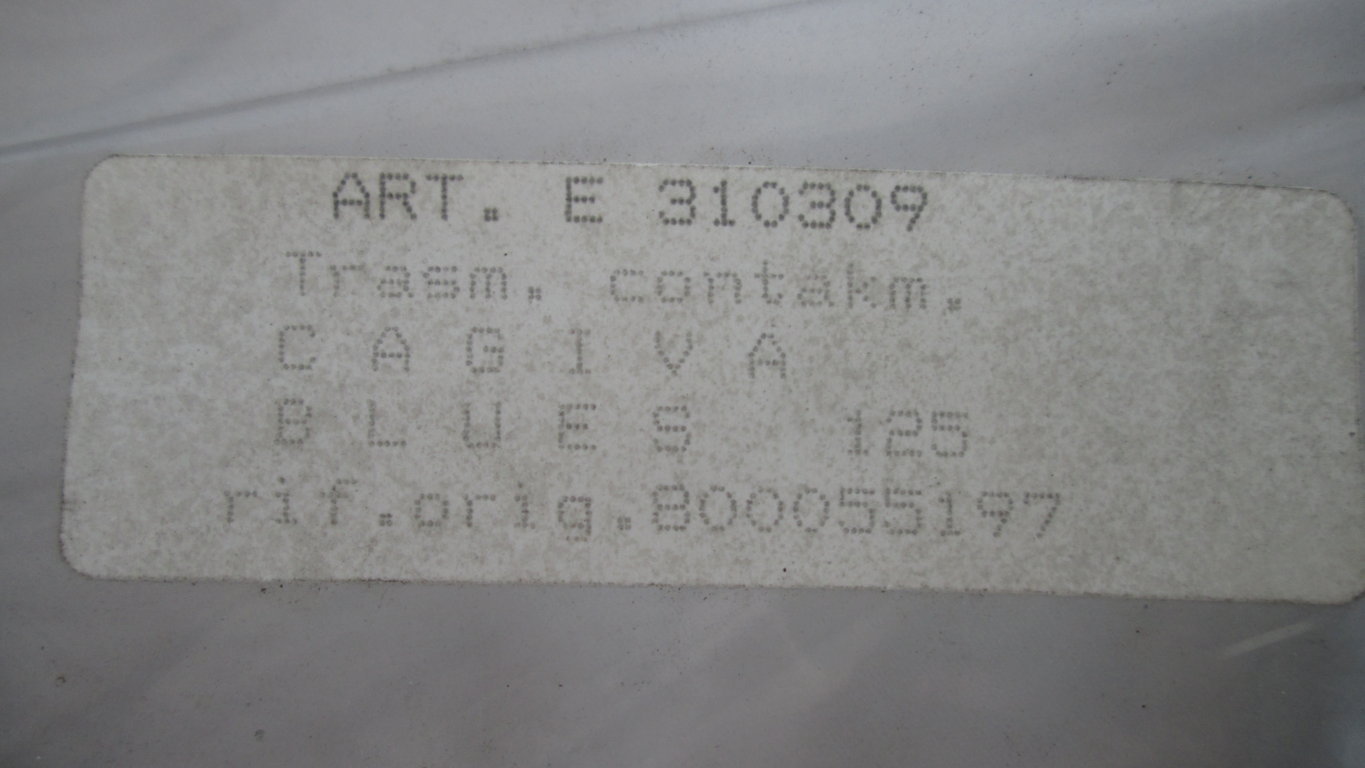 ART. E 310309
Trasm. contakm.
C A G I V A
B L U E S 125
rif.orig.800055197